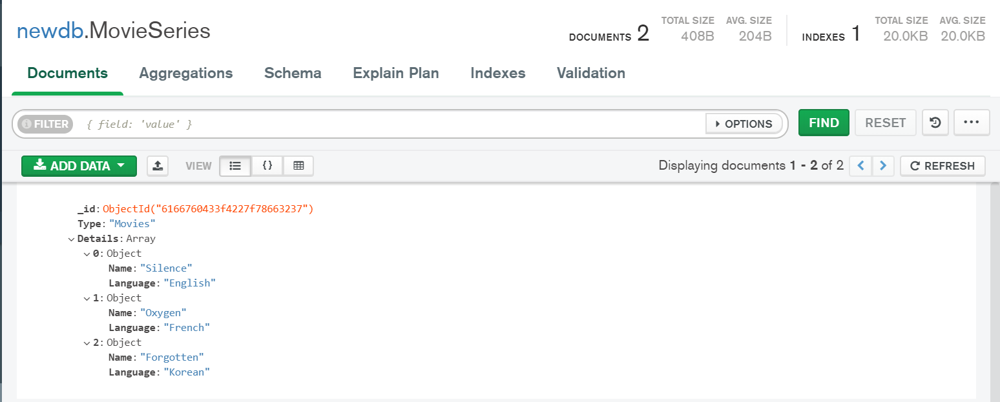 newdb.MovieSeries
DOCUMENTS 2 TOTAL SIZE 408B AVG. SIZE 204B INDEXES 1 TOTAL SIZE 20.0KB AVG. SIZE 20.0KB
Documents Aggregations Schema Explain Plan Indexes Validation
FILTER { field: 'value' } OPTIONS FIND RESET ...
ADD DATA VIEW {} Displaying documents 1 - 2 of 2 < > REFRESH
_id: ObjectId("6166760433f4227f78663237")
Type: "Movies"
Details: Array
0: Object
Name: "Silence"
Language: "English"
1: Object
Name: "Oxygen"
Language: "French"
2: Object
Name: "Forgotten"
Language: "Korean"